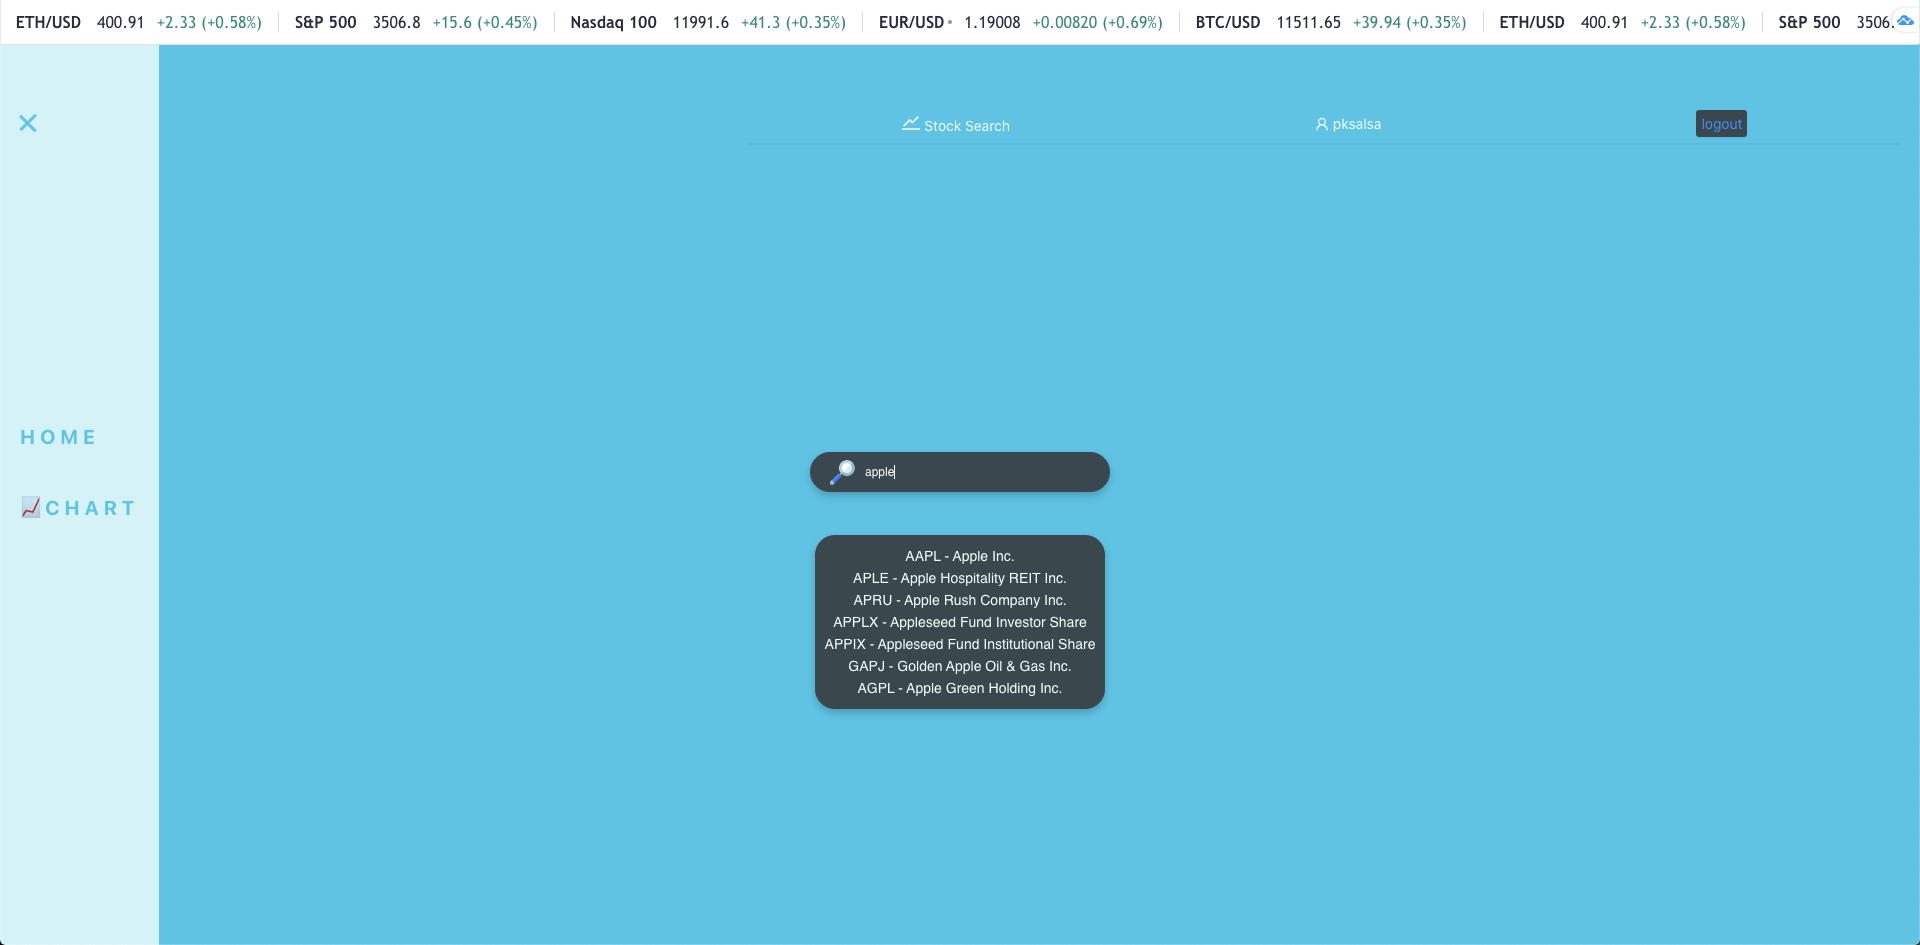 ETH/USD 400.91 +2.33 (+0.58%) S&P 500 3506.8 +15.6 (+0.45%) Nasdaq 100 11991.6 +41.3 (+0.35%) EUR/USD 1.19008 +0.00820 (+0.69%) BTC/USD 11511.65 +39.94 (+0.35%) ETH/USD 400.91 +2.33 (+0.58%) S&P 500 3506.
Stock Search pksalsa logout
HOME
CHART
apple
AAPL - Apple Inc.
APLE - Apple Hospitality REIT Inc.
APRU - Apple Rush Company Inc.
APPLX - Appleseed Fund Investor Share
APPIX - Appleseed Fund Institutional Share
GAPJ - Golden Apple Oil & Gas Inc.
AGPL - Apple Green Holding Inc.